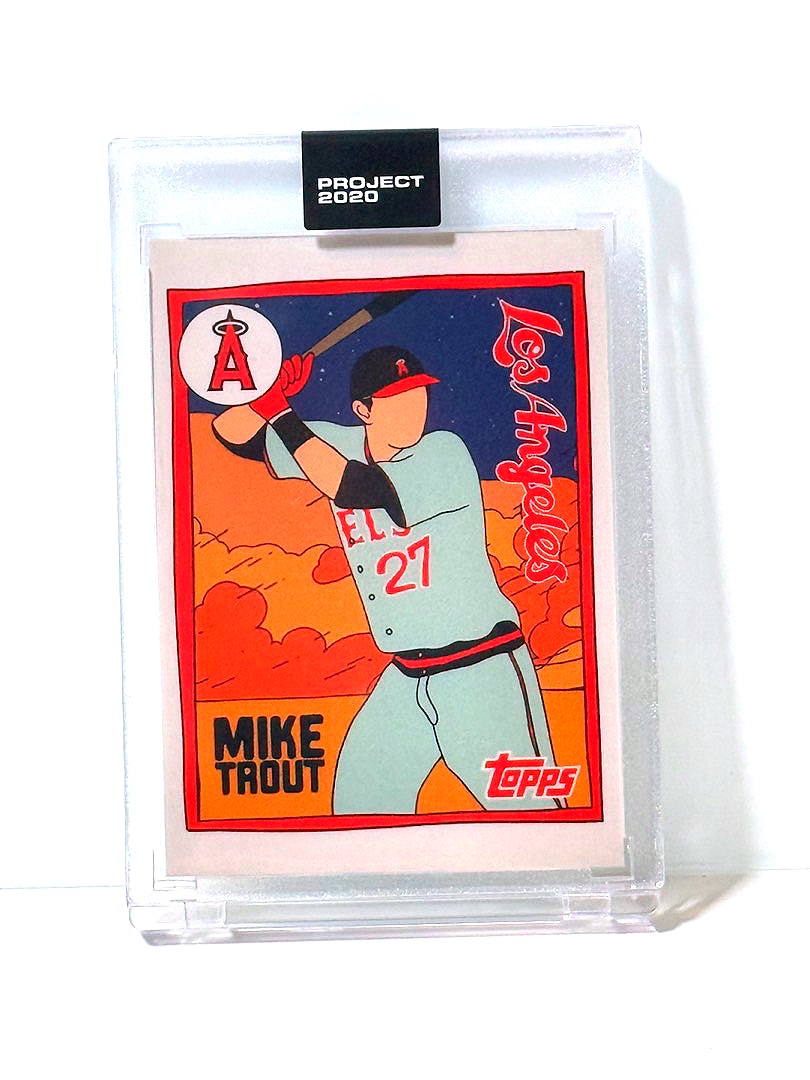 PROJECT
2020
A
Los Angeles
A
ELS
27
MIKE
TROUT
TOPPS